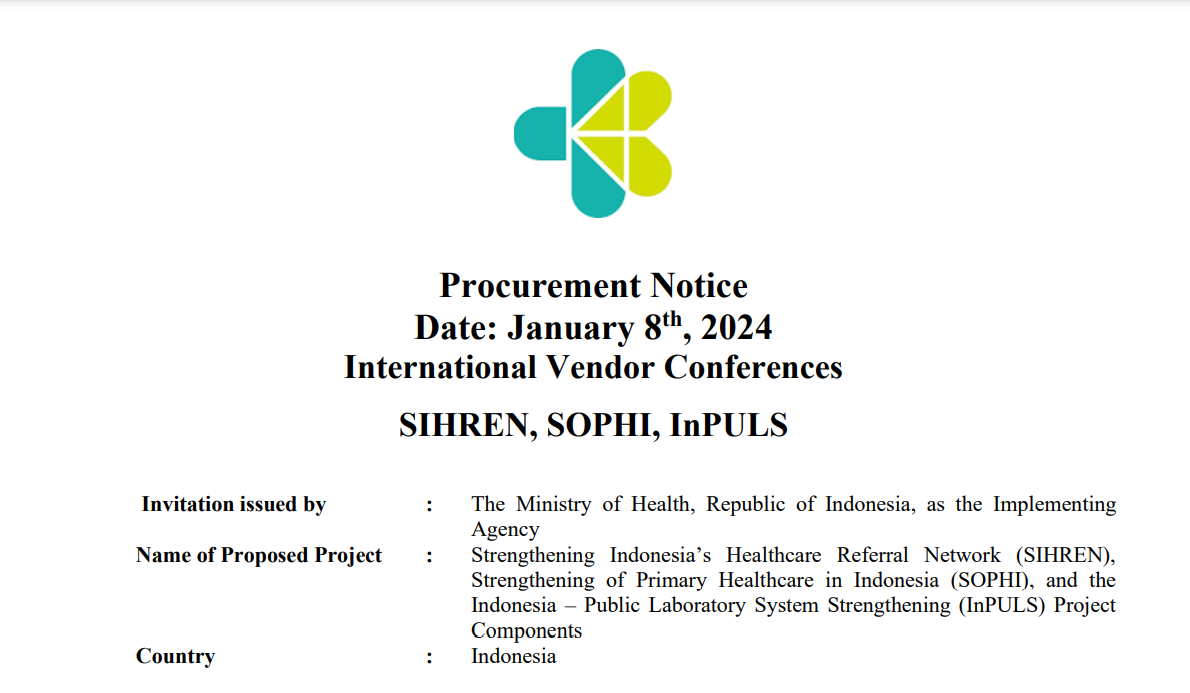 Procurement Notice
Date: January 8th, 2024
International Vendor Conferences
SIHREN, SOPHI, InPULS
Invitation issued by : The Ministry of Health, Republic of Indonesia, as the Implementing
Agency
Name of Proposed Project : Strengthening Indonesia’s Healthcare Referral Network (SIHREN),
Strengthening of Primary Healthcare in Indonesia (SOPHI), and the
Indonesia – Public Laboratory System Strengthening (InPULS) Project
Components
Country : Indonesia